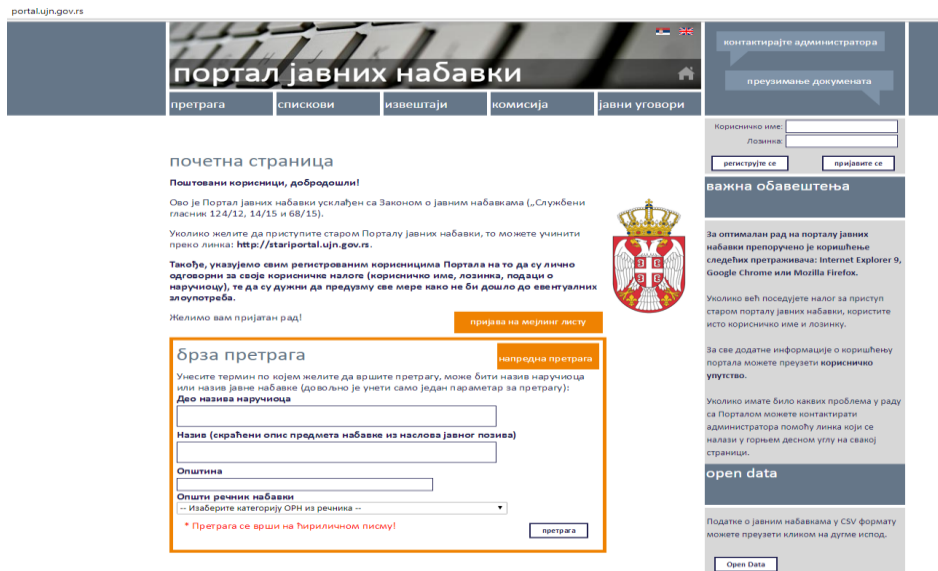 portal.ujn.gov.rs
портал јавних набавки
претрага
спискови
извештаји
комисија
јавни уговори
контактирајте администратора
преузимање докумената
Корисничко име:
Лозинка:
региструјте се
пријавите се
почетна страница
Поштовани корисници, добродошли!
Ово је Портал јавних набавки усклађен са Законом о јавним набавкама („Службени
гласник 124/12, 14/15 и 68/15).
Уколико желите да приступите старом Порталу јавних набавки, то можете учинити
преко линка: http://stariportal.ujn.gov.rs.
Такође, указујемо свим регистрованим корисницима Портала на то да су лично
одговорни за своје корисничке налоге (корисничко име, лозинка, подаци о
наручиоцу), те да су дужни да предузму све мере како не би дошло до евентуалних
злоупотреба.
Желимо вам пријатан рад!
пријава на мејлинг листу
брза претрага
напредна претрага
Унесите термин по којем желите да вршите претрагу, може бити назив наручиоца
или назив јавне набавке (довољно је унети само један параметар за претрагу):
Део назива наручиоца
Назив (скраћени опис предмета набавке из наслова јавног позива)
Општина
Општи речник набавки
-- Изаберите категорију ОРН из речника --
* Претрага се врши на ћириличном писму!
претрага
важна обавештења
За оптималан рад на порталу јавних
набавки препоручено је коришћење
следећих претраживача: Internet Explorer 9,
Google Chrome или Mozilla Firefox.
Уколико већ поседујете налог за приступ
старом порталу јавних набавки, користите
исто корисничко име и лозинку.
За све додатне информације о коришћењу
портала можете преузети корисничко
упутство.
Уколико имате било каквих проблема у раду
са Порталом можете контактирати
администратора помоћу линка који се
налази у горњем десном углу на свакој
страници.
open data
Податке о јавним набавкама у CSV формату
можете преузети кликом на дугме испод.
Open Data